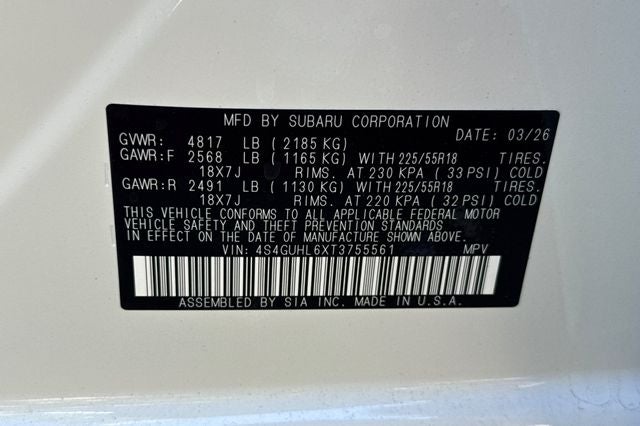 MFD BY SUBARU CORPORATION
DATE: 03/26
GVWR: 4817 LB (2185 KG)
GAWR:F 2568 LB (1165 KG) WITH 225/55R18 TIRES.
18X7J RIMS. AT 230 KPA (33 PSI) COLD
GAWR:R 2491 LB (1130 KG) WITH 225/55R18 TIRES.
18X7J RIMS. AT 220 KPA (32 PSI) COLD
THIS VEHICLE CONFORMS TO ALL APPLICABLE FEDERAL MOTOR
VEHICLE SAFETY AND THEFT PREVENTION STANDARDS
IN EFFECT ON THE DATE OF MANUFACTURE SHOWN ABOVE.
VIN: 4S4GUHL6XT3755561 MPV
ASSEMBLED BY SIA INC. MADE IN U.S.A.